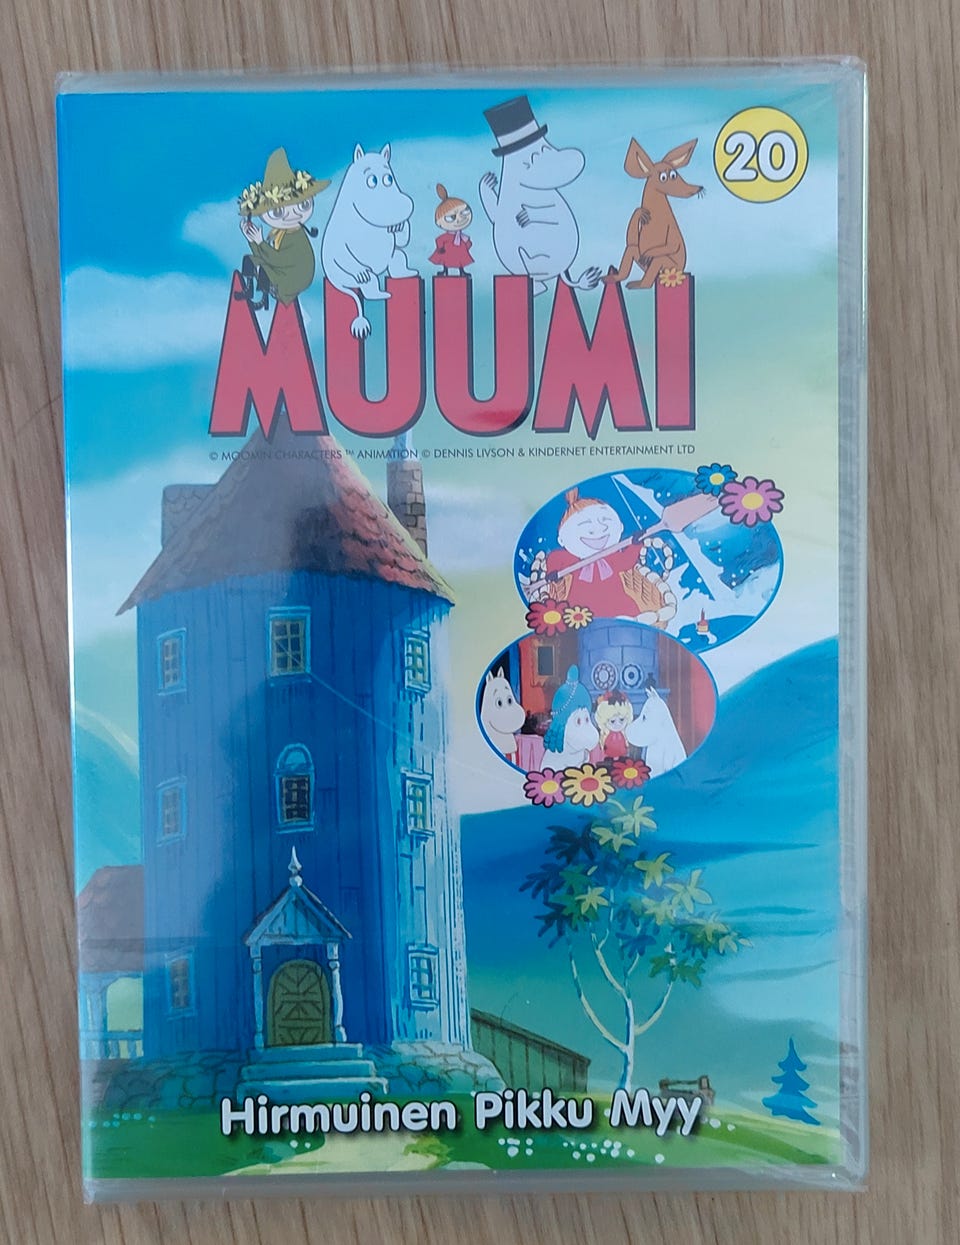 20
MUUMI
© MOOMIN CHARACTERS ™ ANIMATION © DENNIS LIVSON & KINDERNET ENTERTAINMENT LTD
Hirmuinen Pikku Myy